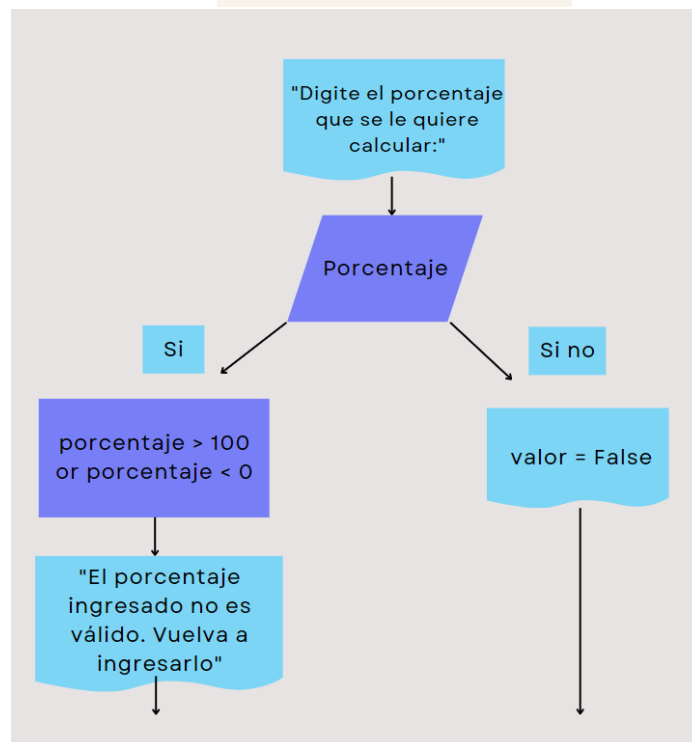 "Digite el porcentaje
que se le quiere
calcular:"
Porcentaje
Si
Si no
porcentaje > 100
or porcentaje < 0
valor = False
"El porcentaje
ingresado no es
válido. Vuelva a
ingresarlo"